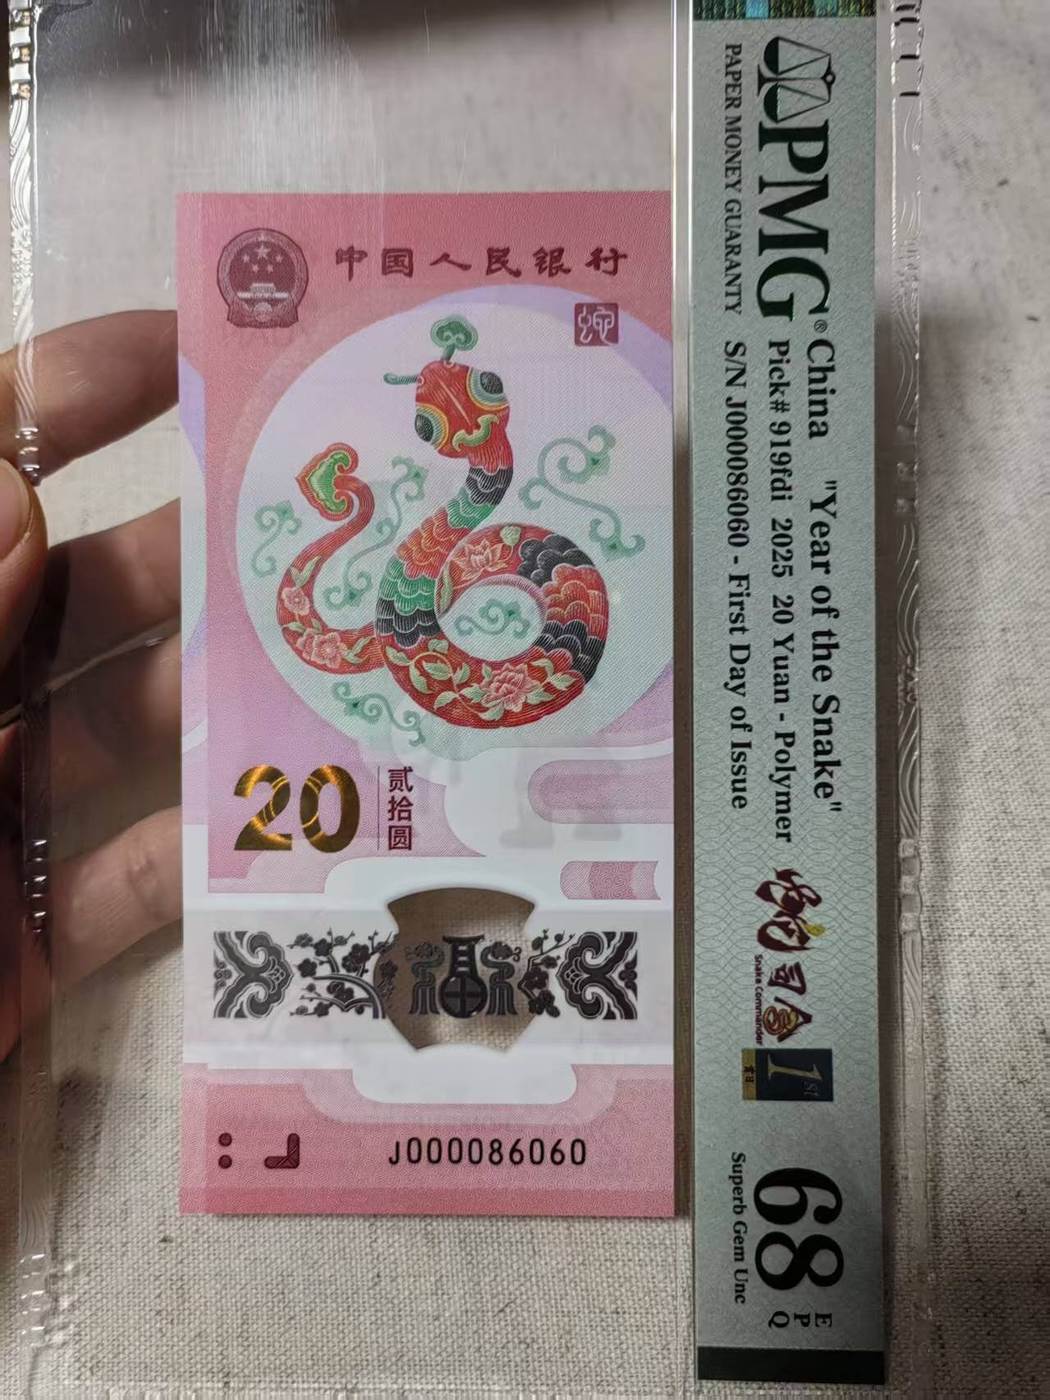 中国人民银行
20
贰拾圆
J000086060
PMG®
PAPER MONEY GUARANTY
China "Year of the Snake"
Pick# 919fdi 2025 20 Yuan - Polymer
S/N J000086060 - First Day of Issue
Snake Commander
1ST
首日
68
EPQ
Superb Gem Unc